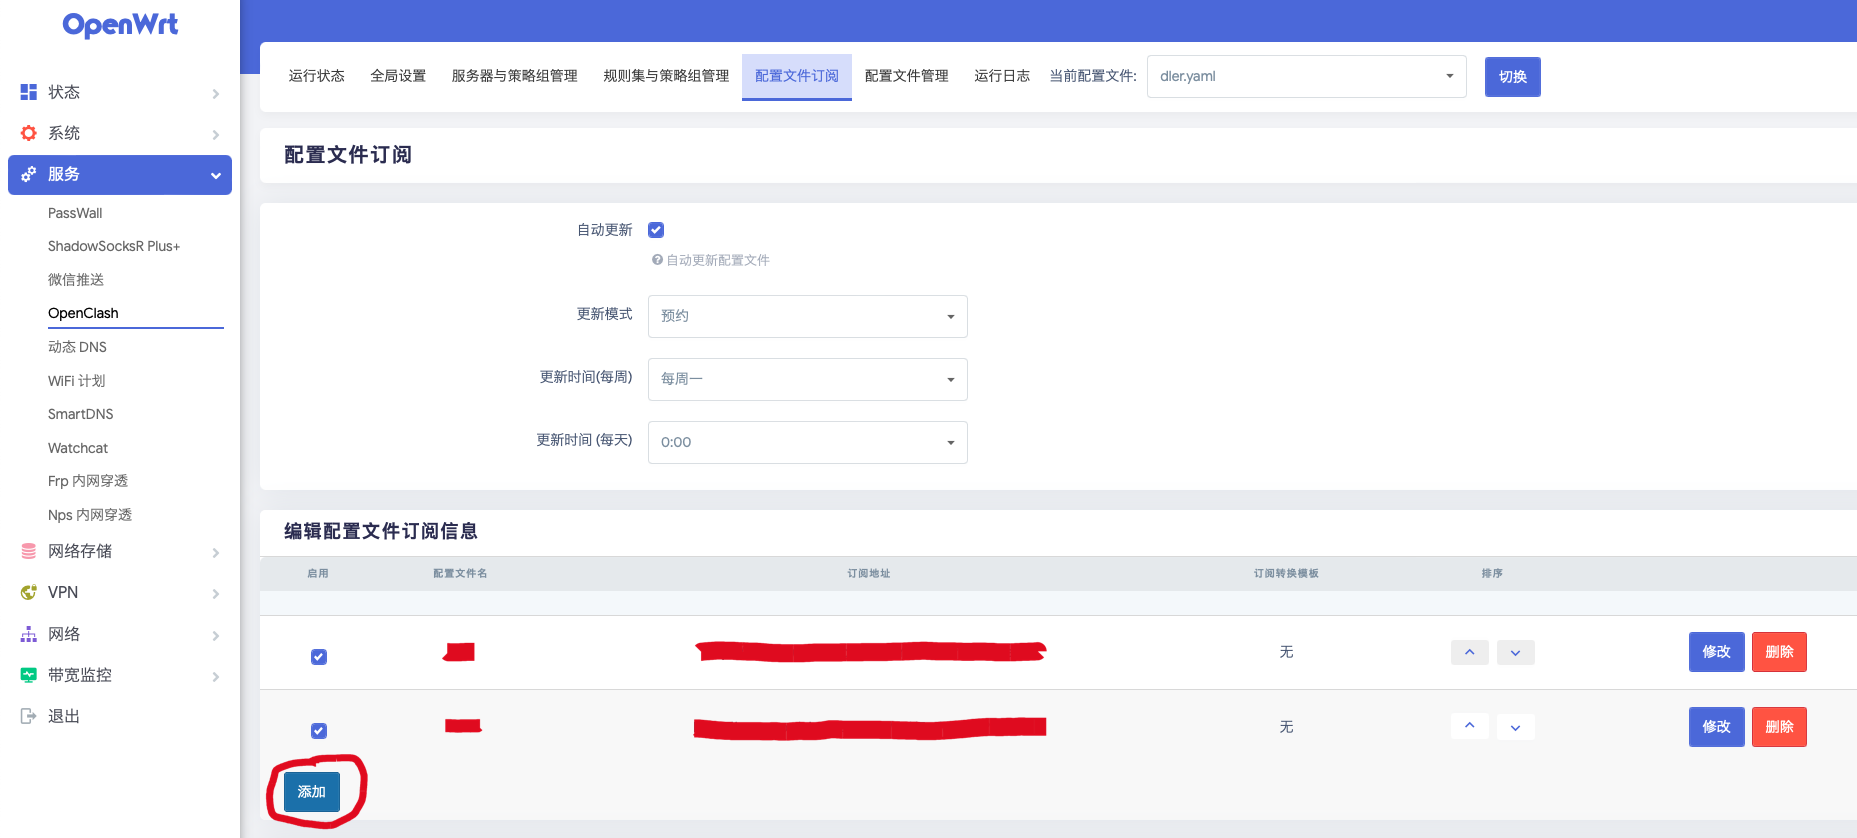 OpenWrt
状态
系统
服务
PassWall
ShadowSocksR Plus+
微信推送
OpenClash
动态 DNS
WiFi 计划
SmartDNS
Watchcat
Frp 内网穿透
Nps 内网穿透
网络存储
VPN
网络
带宽监控
退出
运行状态 全局设置 服务器与策略组管理 规则集与策略组管理 配置文件订阅 配置文件管理 运行日志 当前配置文件: dler.yaml 切换
配置文件订阅
自动更新
自动更新配置文件
更新模式 预约
更新时间(每周) 每周一
更新时间 (每天) 0:00
编辑配置文件订阅信息
启用 配置文件名 订阅地址 订阅转换模板 排序
无 修改 删除
无 修改 删除
添加